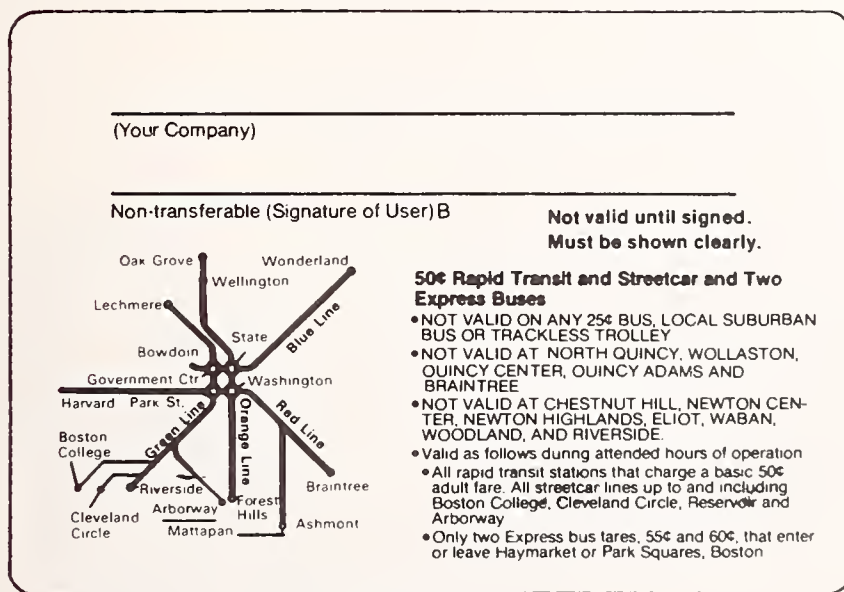 (Your Company)
Non-transferable (Signature of User) B
Not valid until signed.
Must be shown clearly.
Oak Grove
Wonderland
Wellington
Lechmere
State
Blue Line
Bowdoin
Government Ctr
Washington
Harvard
Park St.
Green Line
Orange Line
Red Line
Boston
College
Riverside
Braintree
Arborway
Forest
Hills
Cleveland
Circle
Mattapan
Ashmont
50¢ Rapid Transit and Streetcar and Two
Express Buses
•NOT VALID ON ANY 25¢ BUS, LOCAL SUBURBAN
BUS OR TRACKLESS TROLLEY
•NOT VALID AT NORTH QUINCY, WOLLASTON,
QUINCY CENTER, QUINCY ADAMS AND
BRAINTREE
•NOT VALID AT CHESTNUT HILL, NEWTON CEN-
TER, NEWTON HIGHLANDS, ELIOT, WABAN,
WOODLAND, AND RIVERSIDE.
•Valid as follows during attended hours of operation
•All rapid transit stations that charge a basic 50¢
adult fare. All streetcar lines up to and including
Boston College, Cleveland Circle, Reservoir and
Arborway
•Only two Express bus fares, 55¢ and 60¢, that enter
or leave Haymarket or Park Squares, Boston